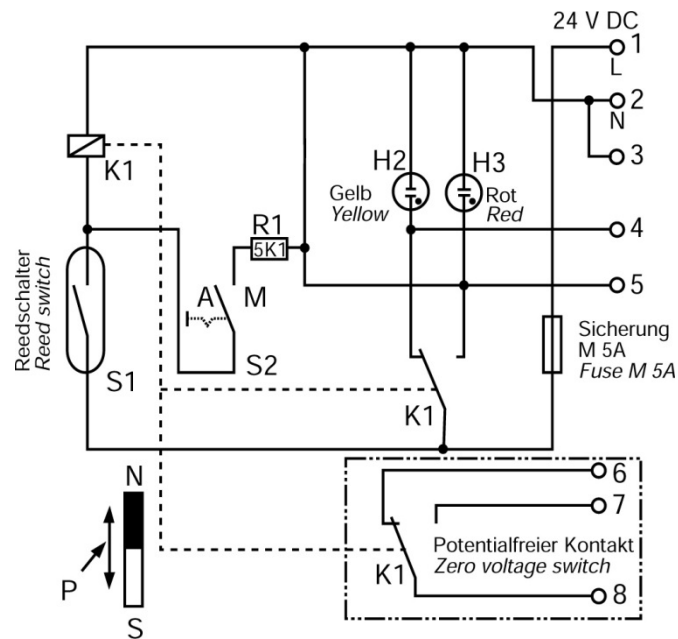 24 V DC
1
L
2
N
3
K1
H2
H3
Gelb
Yellow
Rot
Red
4
R1
5K1
5
Reedschalter
Reed switch
A
M
S1
S2
Sicherung
M 5A
Fuse M 5A
K1
N
P
S
6
7
Potentialfreier Kontakt
Zero voltage switch
K1
8